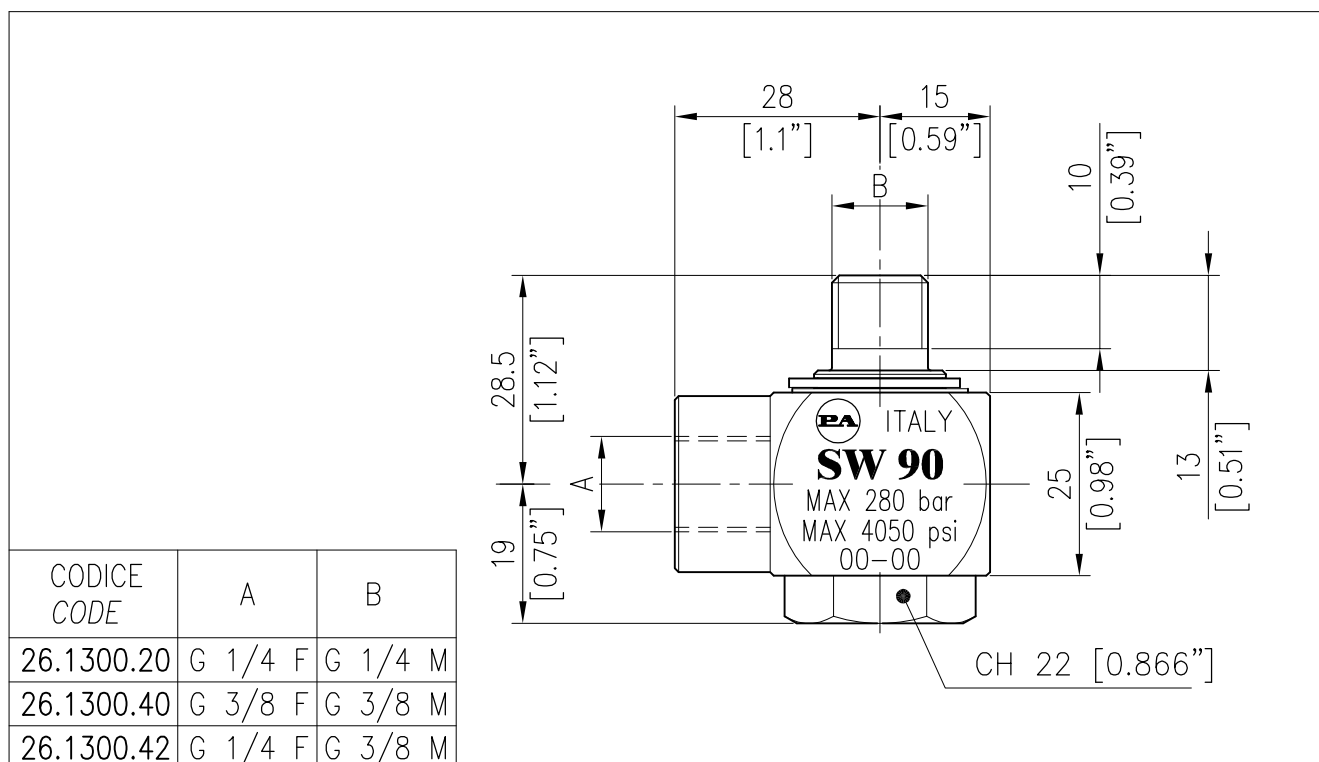 28
[1.1”]
15
[0.59”]
B
10
[0.39”]
28.5
[1.12”]
13
[0.51”]
PA ITALY
SW 90
MAX 280 bar
MAX 4050 psi
00-00
A
25
[0.98”]
19
[0.75”]
CH 22 [0.866”]
CODICE
CODE
A
B
26.1300.20 G 1/4 F G 1/4 M
26.1300.40 G 3/8 F G 3/8 M
26.1300.42 G 1/4 F G 3/8 M